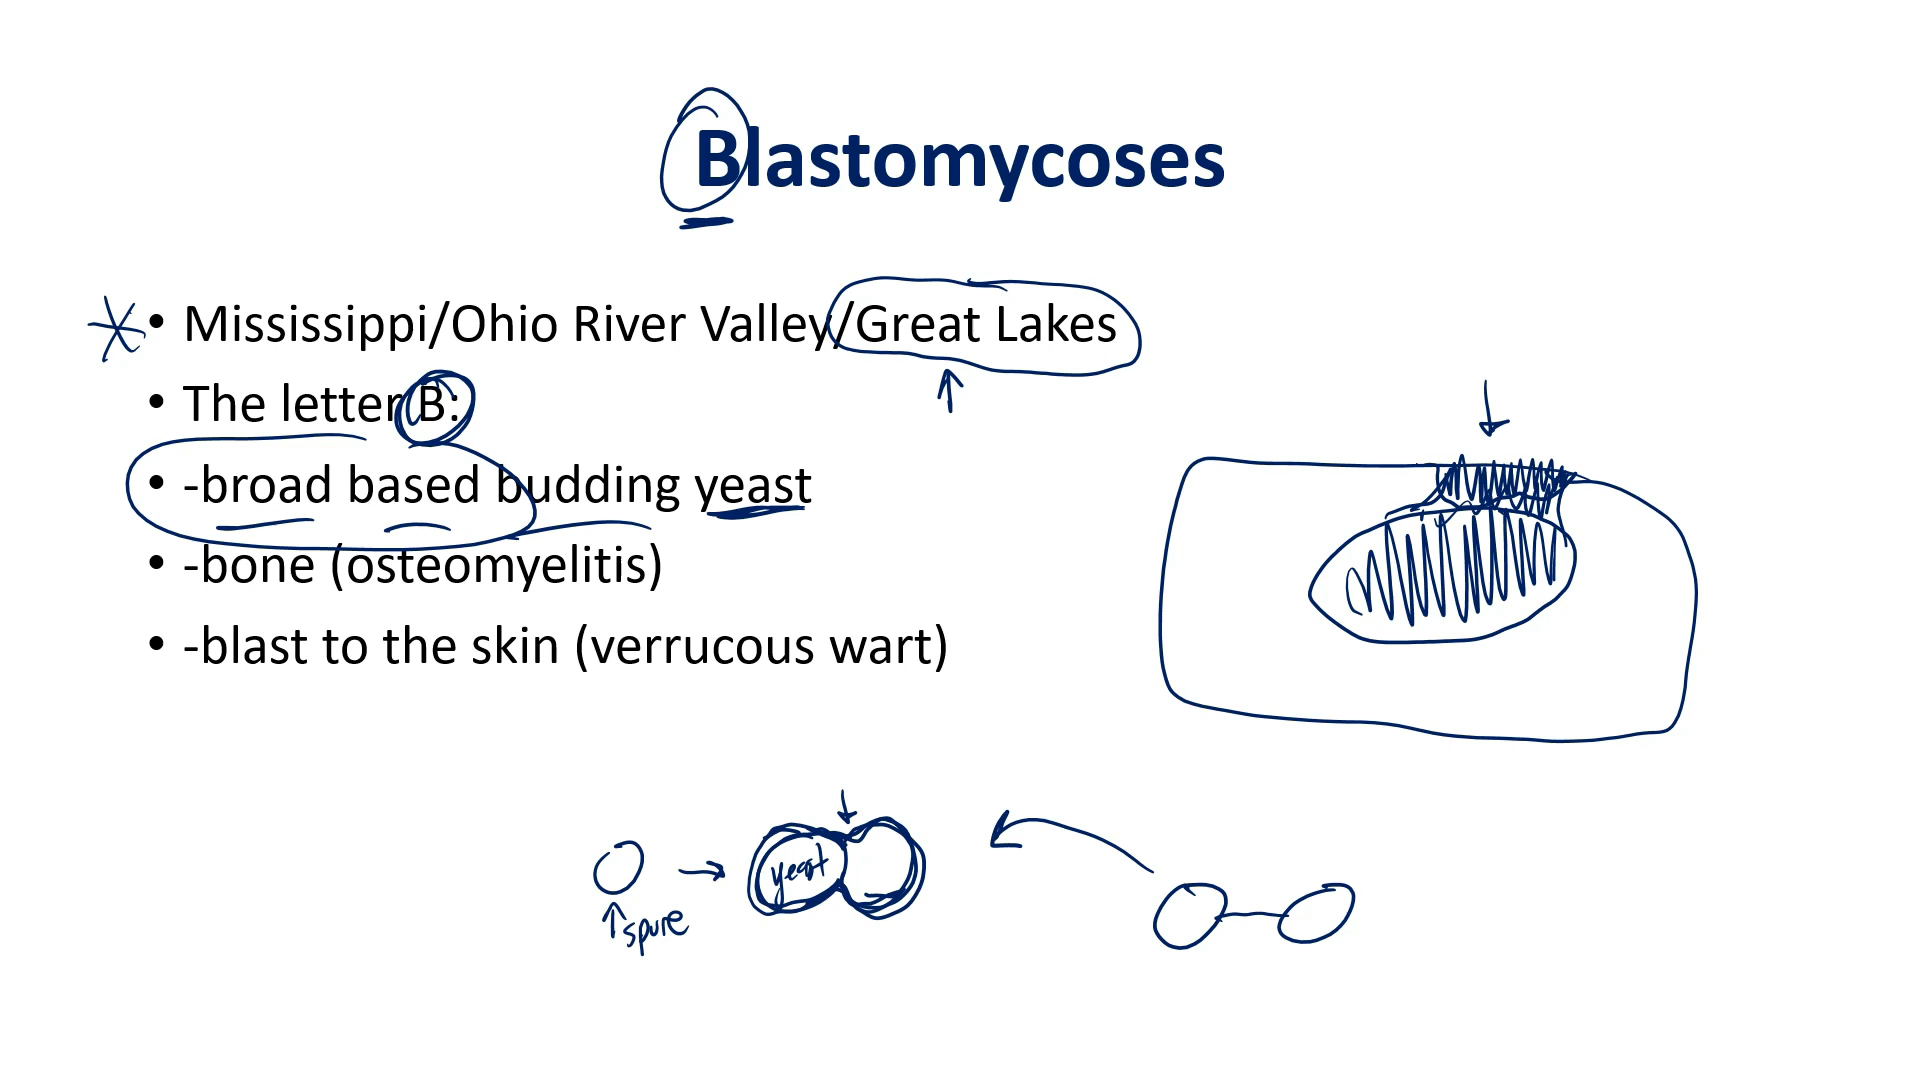 Blastomycoses
• Mississippi/Ohio River Valley/Great Lakes
• The letter B:
• -broad based budding yeast
• -bone (osteomyelitis)
• -blast to the skin (verrucous wart)
yeast
spure